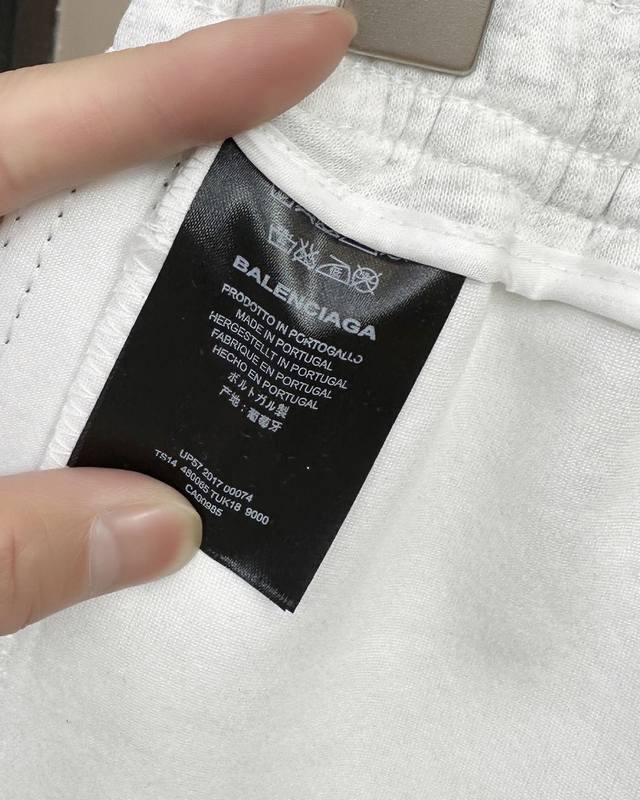 BALENCIAGA
PRODOTTO IN PORTOGALLO
MADE IN PORTUGAL
HERGESTELLT IN PORTUGAL
FABRIQUE EN PORTUGAL
HECHO EN PORTUGAL
ポルトガル製
产地：葡萄牙
UP57 2017 00074
TS14 480065 TUK18 9000
CA00985